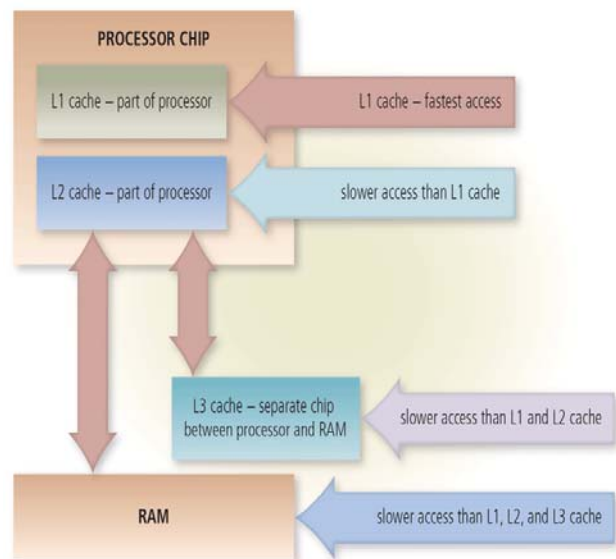 PROCESSOR CHIP
L1 cache – part of processor
L1 cache – fastest access
L2 cache – part of processor
slower access than L1 cache
L3 cache – separate chip
between processor and RAM
slower access than L1 and L2 cache
RAM
slower access than L1, L2, and L3 cache